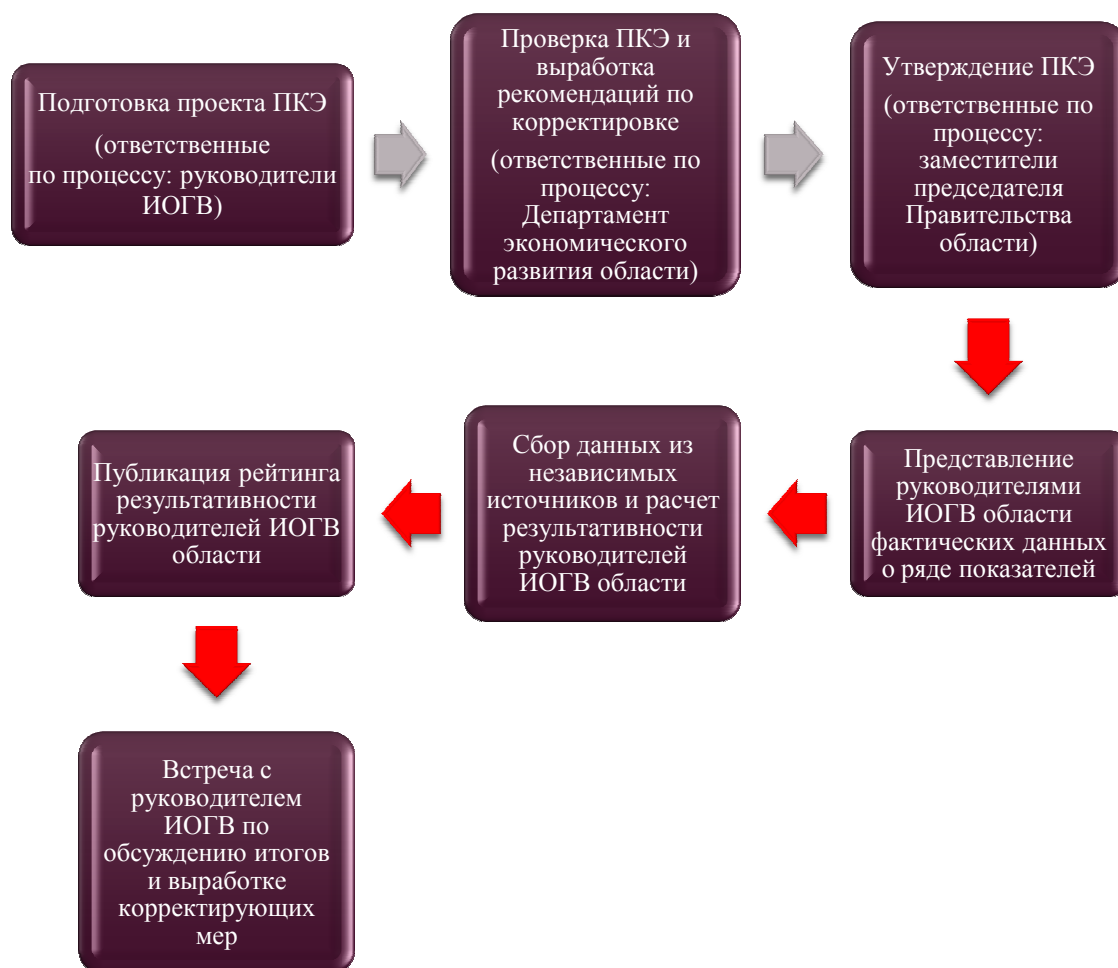 Подготовка проекта ПКЭ
(ответственные
по процессу: руководители
ИОГВ)
Проверка ПКЭ и
выработка
рекомендаций по
корректировке
(ответственные по
процессу:
Департамент
экономического
развития области)
Утверждение ПКЭ
(ответственные по
процессу:
заместители
председателя
Правительства
области)
Представление
руководителями
ИОГВ области
фактических данных
о ряде показателей
Сбор данных из
независимых
источников и расчет
результативности
руководителей
ИОГВ области
Публикация рейтинга
результативности
руководителей ИОГВ
области
Встреча с
руководителем
ИОГВ по
обсуждению итогов
и выработке
корректирующих
мер